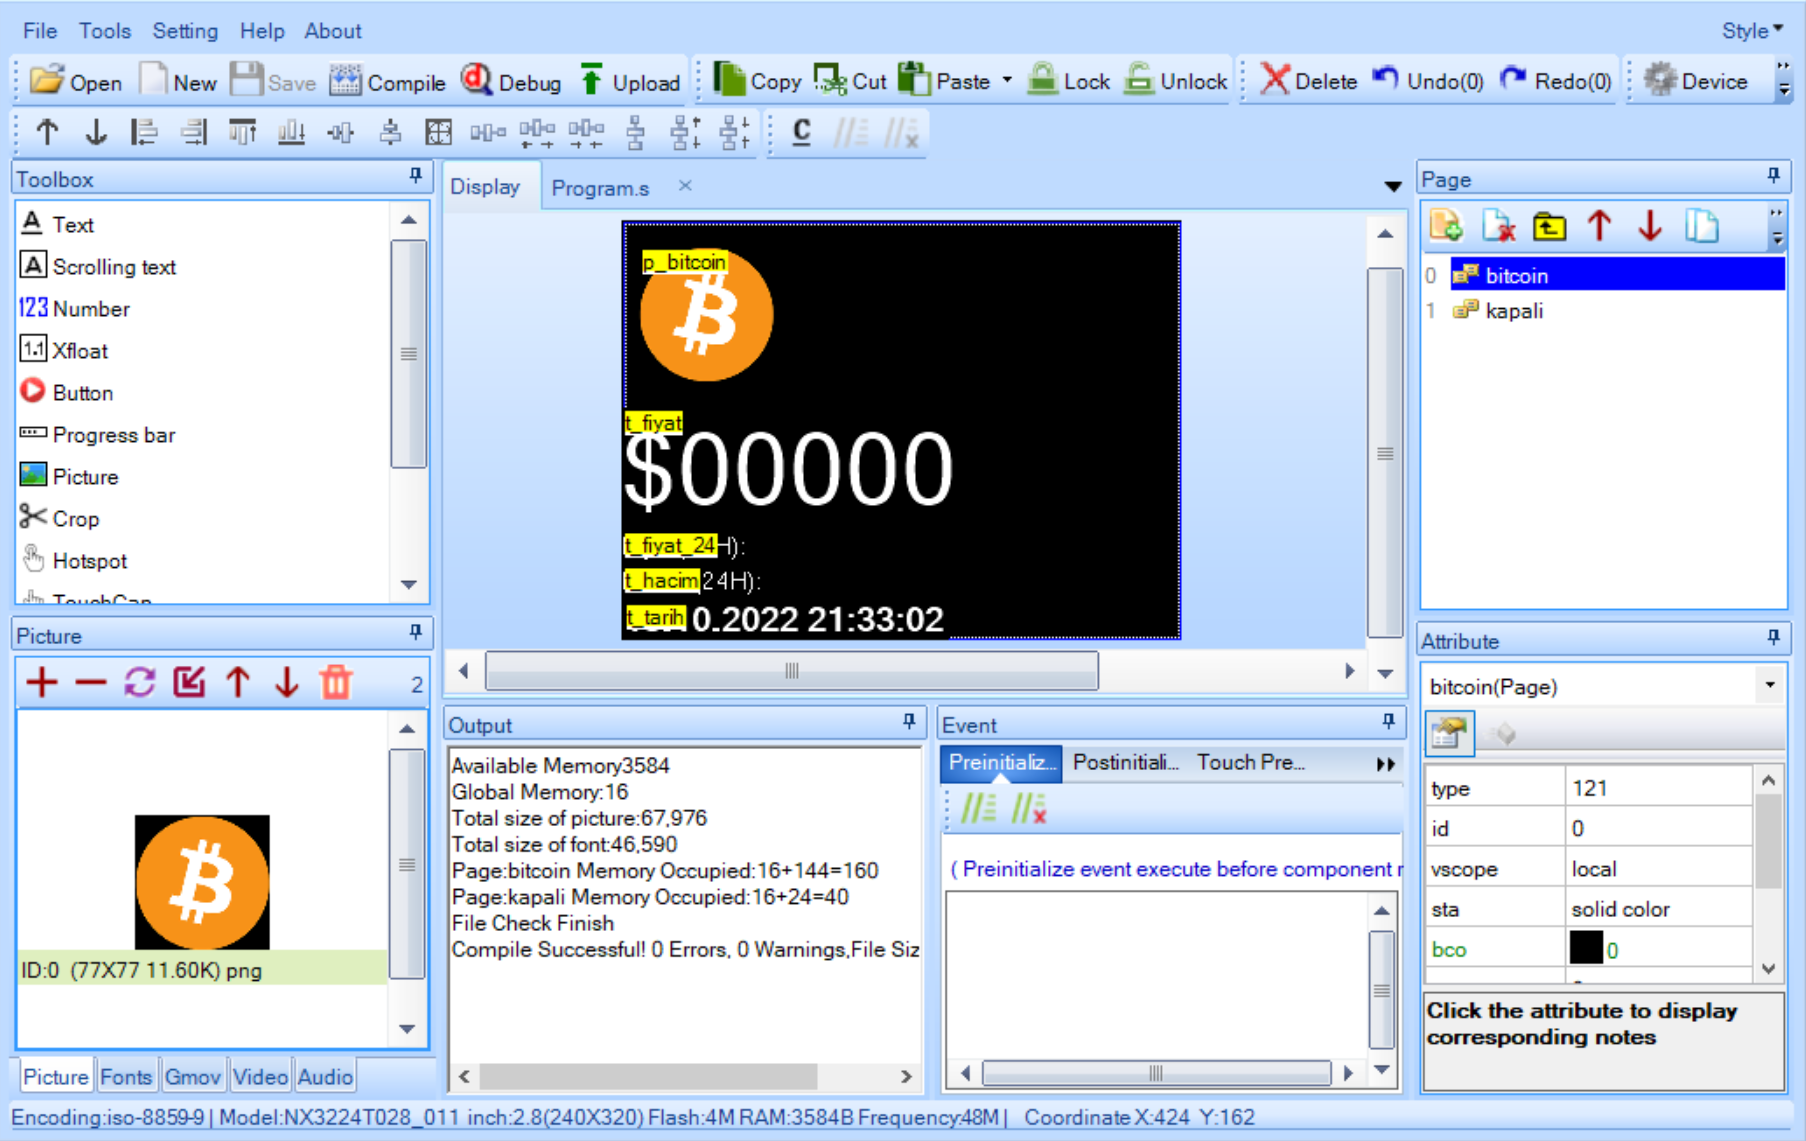 File Tools Setting Help About Style
Open New Save Compile Debug Upload Copy Cut Paste Lock Unlock Delete Undo(0) Redo(0) Device
C
Toolbox
A Text
A Scrolling text
123 Number
1.1 Xfloat
Button
Progress bar
Picture
Crop
Hotspot
TouchCap
Picture
2
ID:0 (77X77 11.60K) png
Picture Fonts Gmov Video Audio
Display Program.s
p_bitcoin
t_fiyat
$00000
t_fiyat_24H):
t_hacim(24H):
t_tarih 0.2022 21:33:02
Output
Available Memory3584
Global Memory:16
Total size of picture:67,976
Total size of font:46,590
Page:bitcoin Memory Occupied:16+144=160
Page:kapali Memory Occupied:16+24=40
File Check Finish
Compile Successful! 0 Errors, 0 Warnings,File Siz
Event
Preinitializ... Postinitiali... Touch Pre...
( Preinitialize event execute before component r
Page
0 bitcoin
1 kapali
Attribute
bitcoin(Page)
type 121
id 0
vscope local
sta solid color
bco 0
Click the attribute to display
corresponding notes
Encoding:iso-8859-9 | Model:NX3224T028_011 inch:2.8(240X320) Flash:4M RAM:3584B Frequency:48M | Coordinate X:424 Y:162